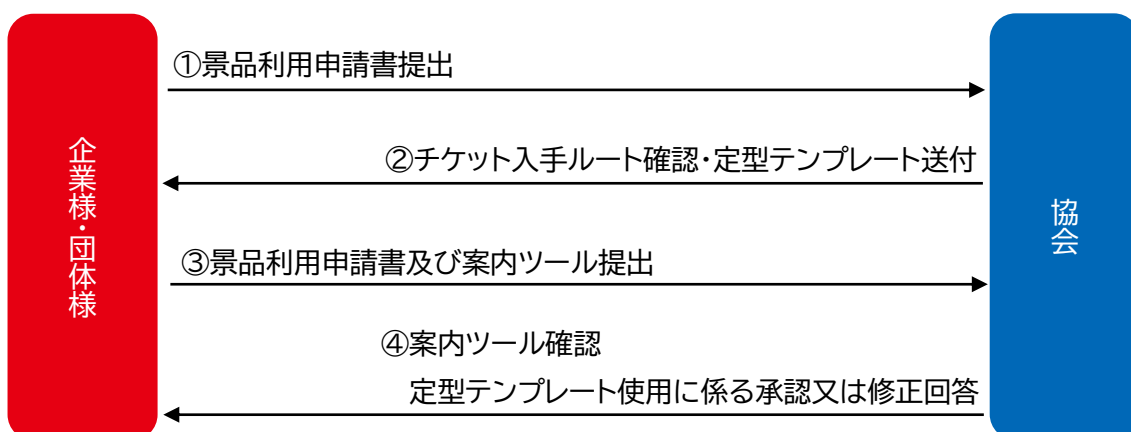 企業様・団体様
①景品利用申請書提出
②チケット入手ルート確認・定型テンプレート送付
③景品利用申請書及び案内ツール提出
④案内ツール確認
定型テンプレート使用に係る承認又は修正回答
協会